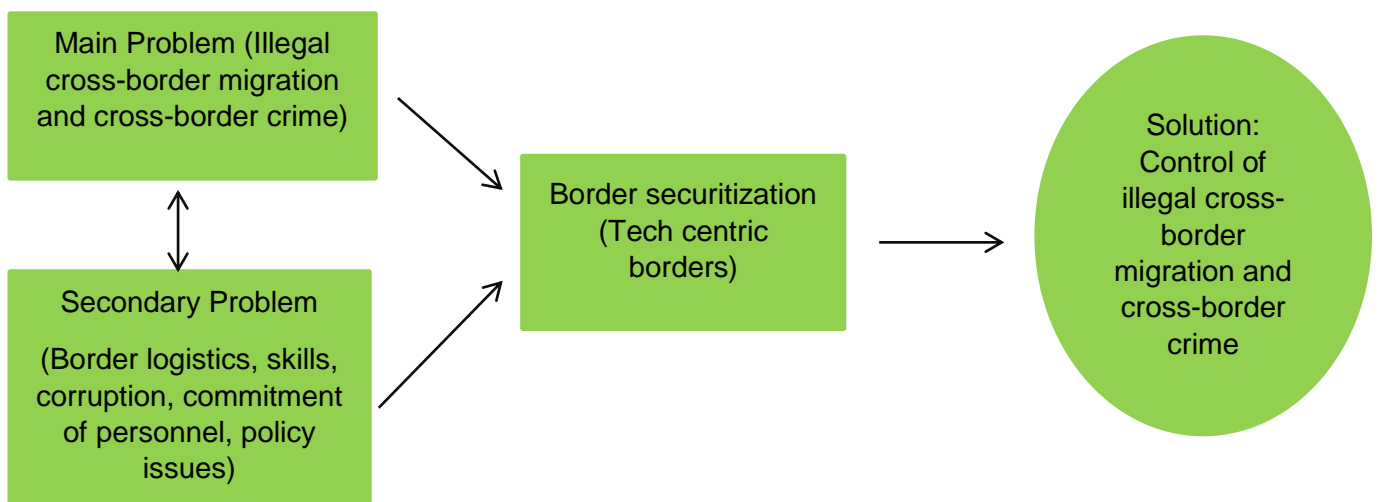 Main Problem (Illegal
cross-border migration
and cross-border crime)
Secondary Problem
(Border logistics, skills,
corruption, commitment
of personnel, policy
issues)
Border securitization
(Tech centric
borders)
Solution:
Control of
illegal cross-
border
migration and
cross-border
crime